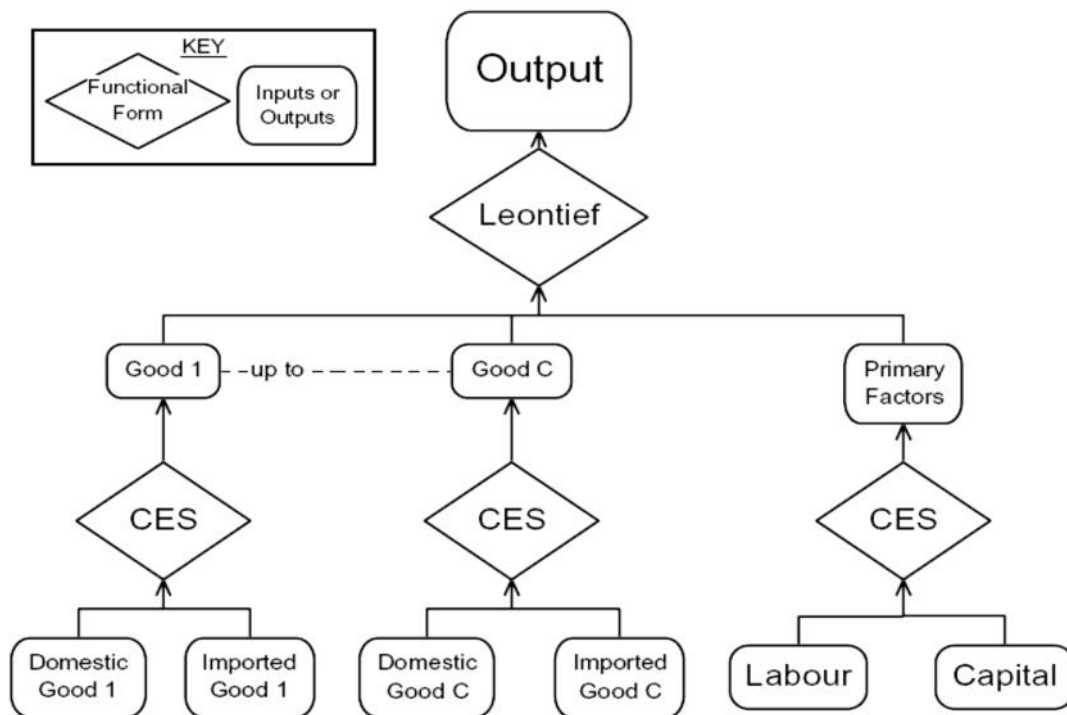 KEY
Functional
Form
Inputs or
Outputs
Output
Leontief
Good 1
up to
Good C
Primary
Factors
CES
CES
CES
Domestic
Good 1
Imported
Good 1
Domestic
Good C
Imported
Good C
Labour
Capital